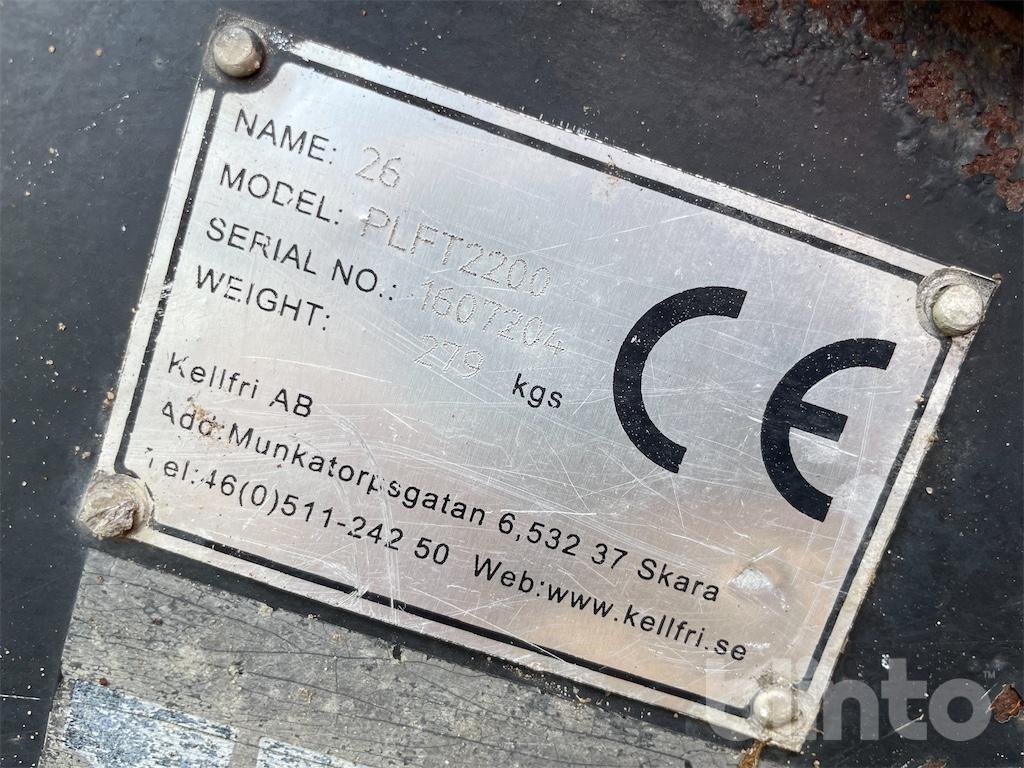 NAME: 26
MODEL: PLFT2200
SERIAL NO.: 1607204
WEIGHT: 279 kgs
CE
Kellfri AB
Add:Munkatorpsgatan 6,532 37 Skara
Tel:46(0)511-242 50 Web:www.kellfri.se
blinto™